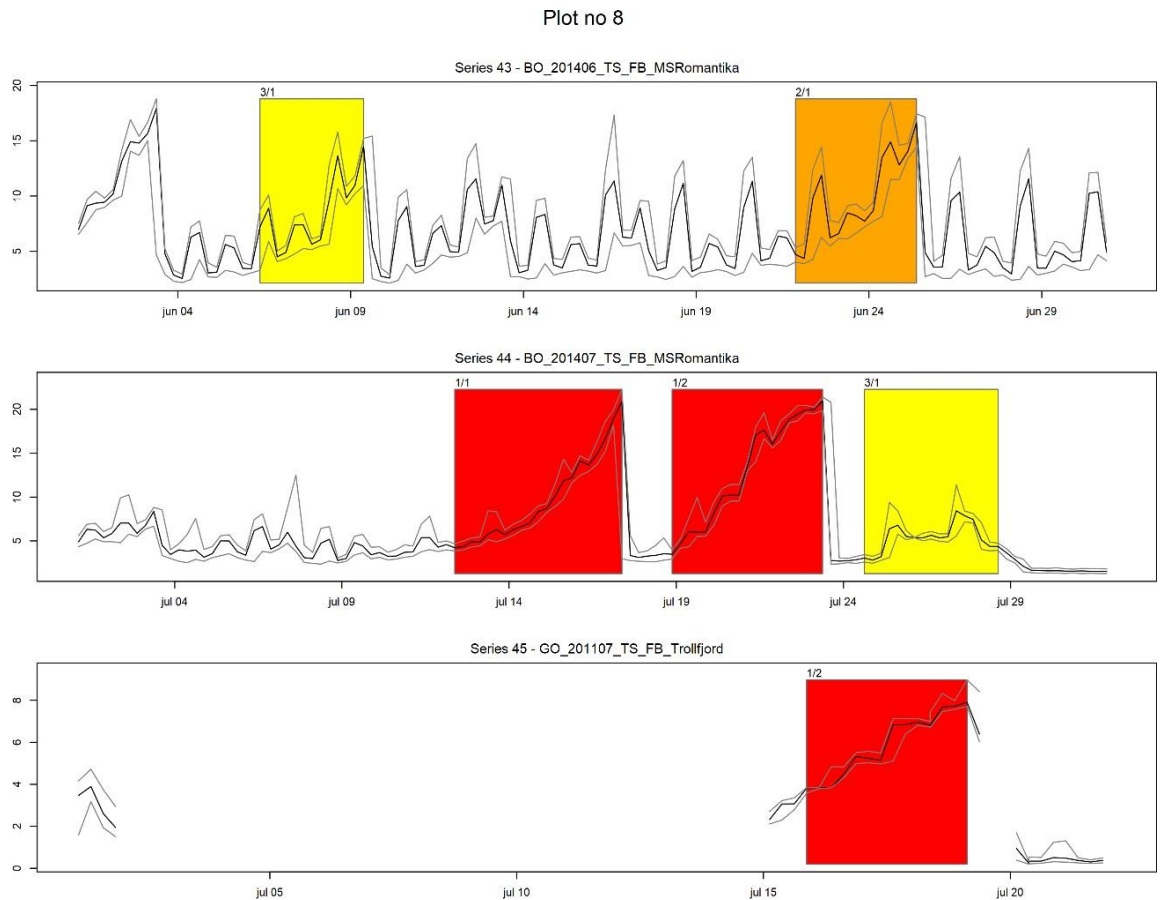 Plot no 8
Series 43 - BO_201406_TS_FB_MSRomantika
3/1
2/1
20
15
10
5
jun 04 jun 09 jun 14 jun 19 jun 24 jun 29
Series 44 - BO_201407_TS_FB_MSRomantika
1/1
1/2
3/1
20
15
10
5
jul 04 jul 09 jul 14 jul 19 jul 24 jul 29
Series 45 - GO_201107_TS_FB_Trollfjord
1/2
8
6
4
2
0
jul 05 jul 10 jul 15 jul 20